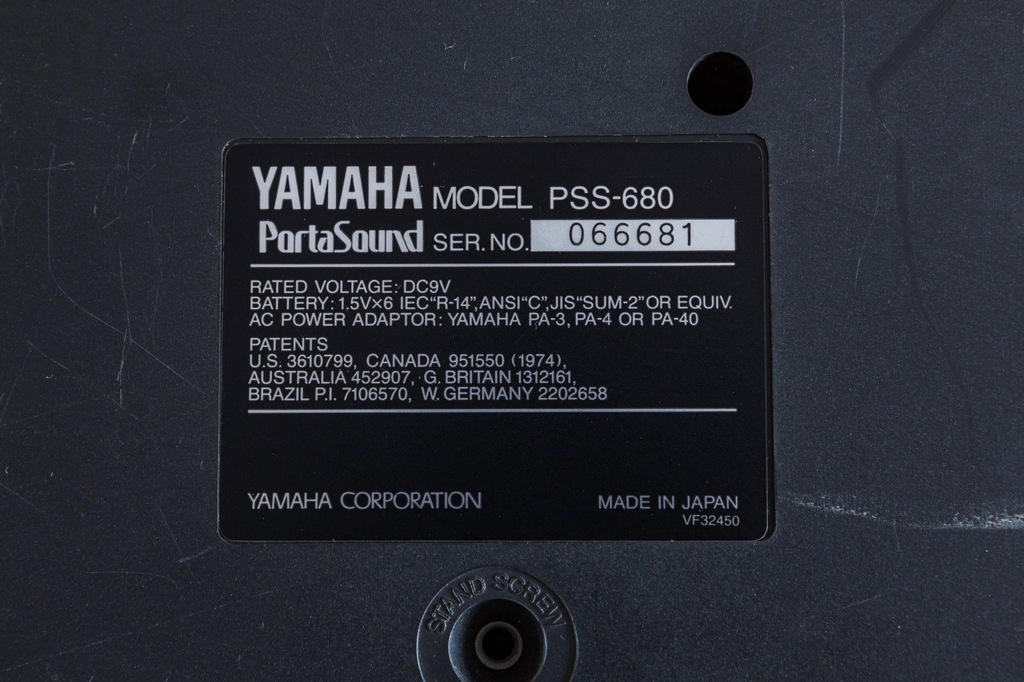 YAMAHA MODEL PSS-680
PortaSound SER. NO. 066681
RATED VOLTAGE: DC9V
BATTERY: 1.5V×6 IEC"R-14", ANSI"C", JIS"SUM-2" OR EQUIV.
AC POWER ADAPTOR: YAMAHA PA-3, PA-4 OR PA-40
PATENTS
U.S. 3610799, CANADA 951550 (1974),
AUSTRALIA 452907, G. BRITAIN 1312161,
BRAZIL P.I. 7106570, W. GERMANY 2202658
YAMAHA CORPORATION
MADE IN JAPAN
VF32450
STAND SCREW